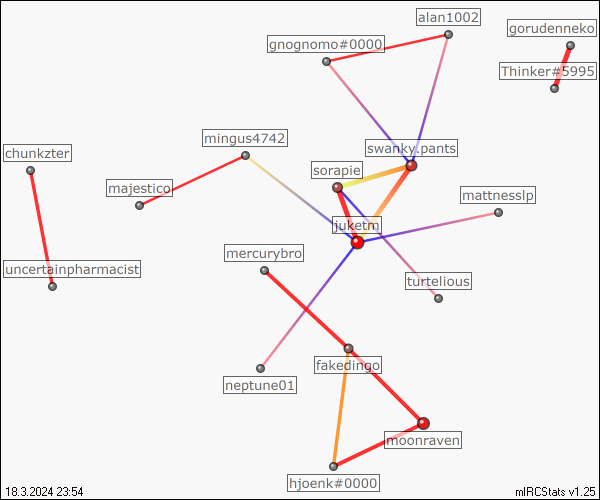 alan1002
gorudenneko
gnognomo#0000
Thinker#5995
mingus4742
swanky.pants
chunkzter
sorapie
majestico
mattnesslp
juketm
mercurybro
uncertainpharmacist
turtelious
fakedingo
neptune01
moonraven
hjoenk#0000
18.3.2024 23:54
mIRCStats v1.25